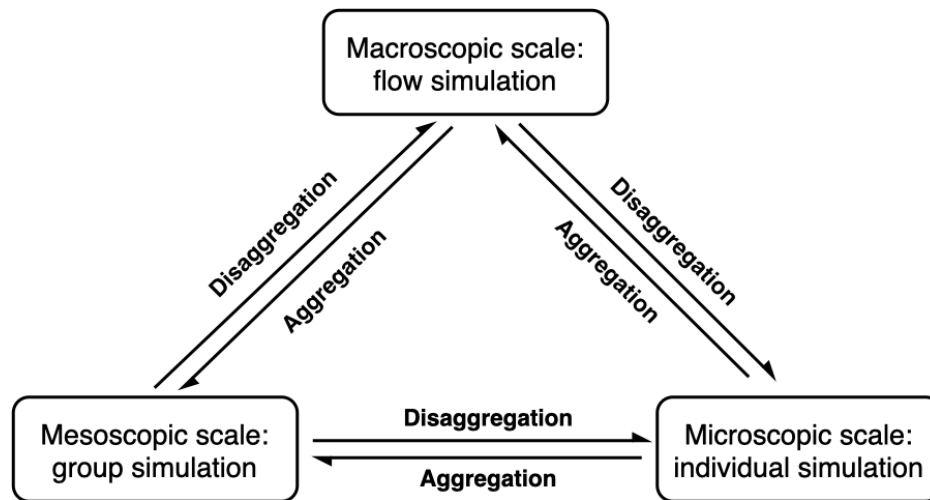 Macroscopic scale:
flow simulation
Disaggregation
Aggregation
Aggregation
Disaggregation
Mesoscopic scale:
group simulation
Disaggregation
Aggregation
Microscopic scale:
individual simulation